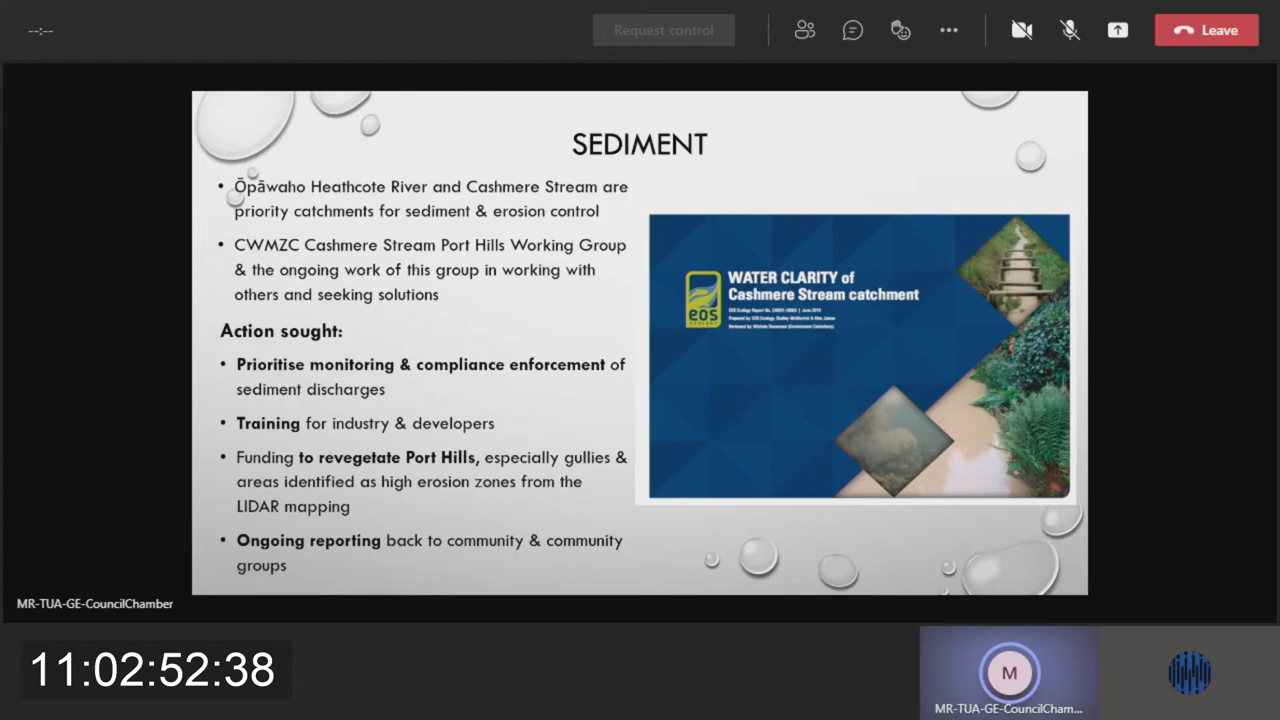 --:--
Request control
Leave
SEDIMENT
• Ōpāwaho Heathcote River and Cashmere Stream are
priority catchments for sediment & erosion control
• CWMZC Cashmere Stream Port Hills Working Group
& the ongoing work of this group in working with
others and seeking solutions
Action sought:
• Prioritise monitoring & compliance enforcement of
sediment discharges
• Training for industry & developers
• Funding to revegetate Port Hills, especially gullies &
areas identified as high erosion zones from the
LIDAR mapping
• Ongoing reporting back to community & community
groups
eos
ECOLOGY
WATER CLARITY of
Cashmere Stream catchment
MR-TUA-GE-CouncilChamber
11:02:52:38
M
MR-TUA-GE-CouncilCham...